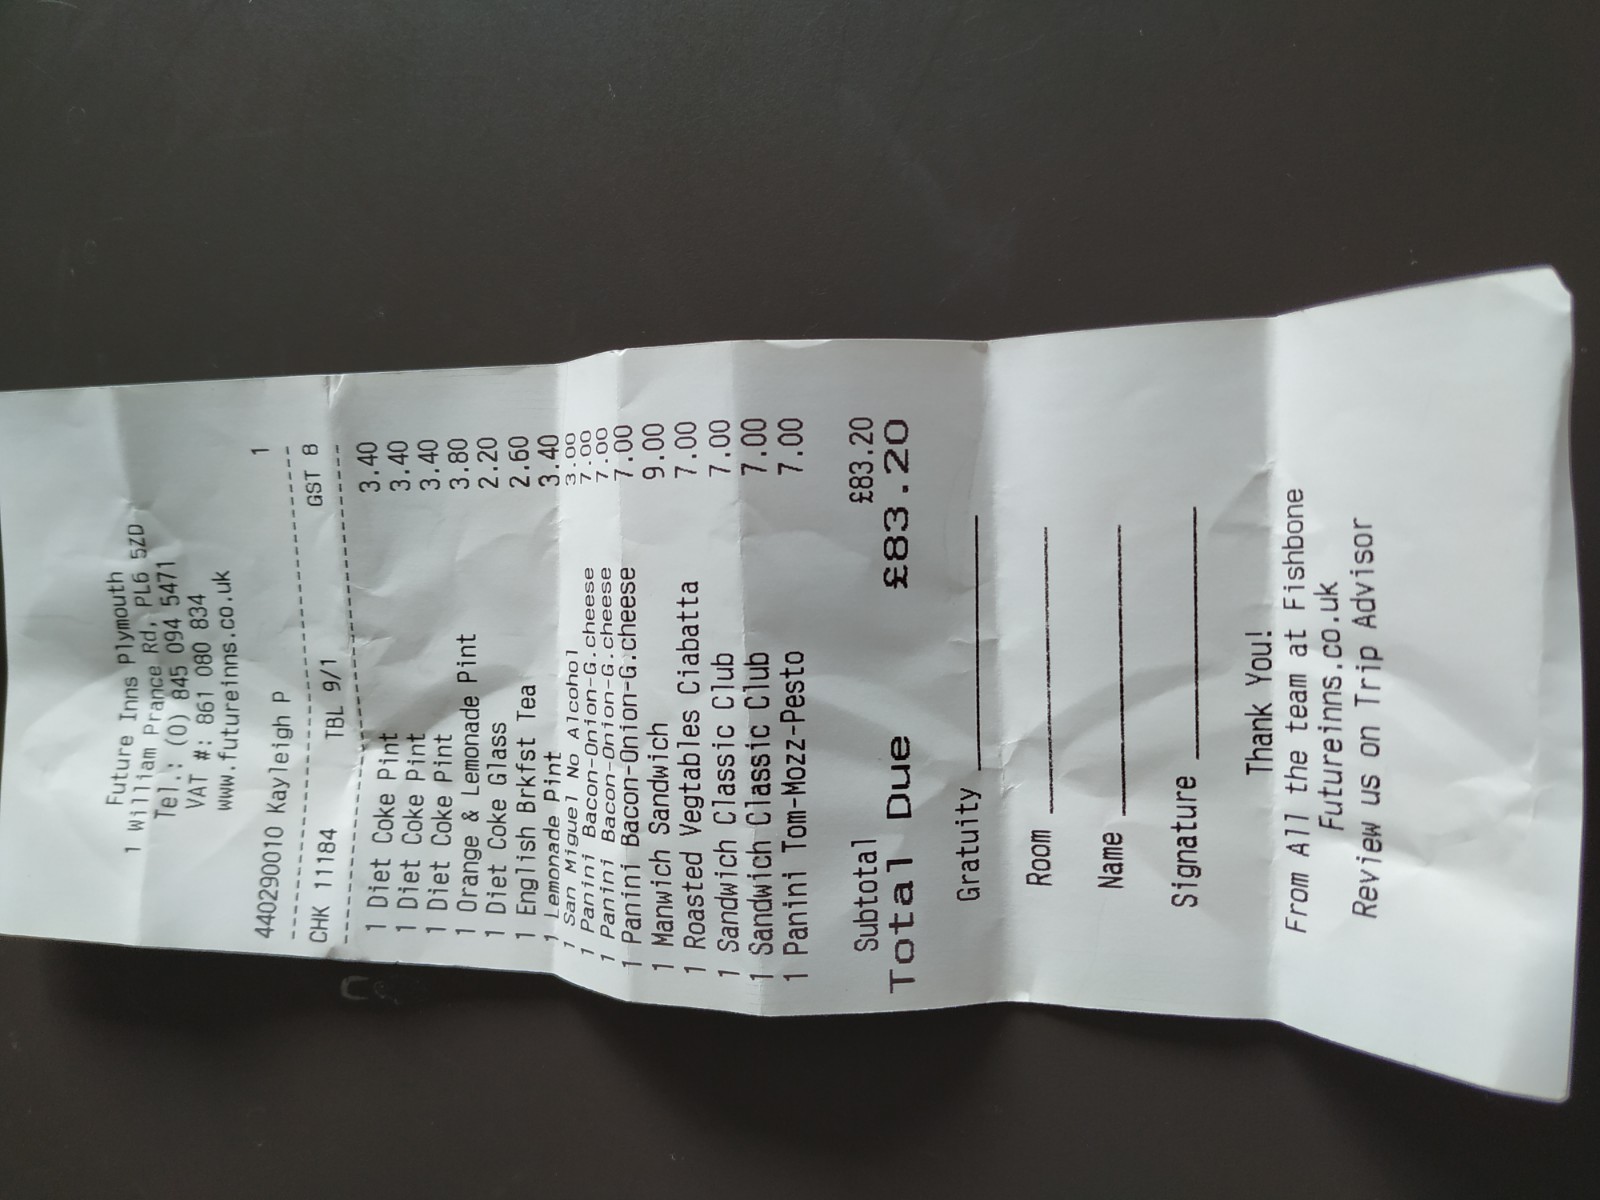 Future Inns Plymouth
1 William Prance Rd, PL6 5ZD
Tel.: (0) 845 094 5471
VAT #: 861 080 834
www.futureinns.co.uk
440290010 Kayleigh P 1
--------------------------------
CHK 11184 TBL 9/1 GST 8
--------------------------------
1 Diet Coke Pint 3.40
1 Diet Coke Pint 3.40
1 Diet Coke Pint 3.40
1 Orange & Lemonade Pint 3.80
1 Diet Coke Glass 2.20
1 English Brkfst Tea 2.60
1 Lemonade Pint 3.40
1 San Miguel No Alcohol 3.00
1 Panini Bacon-Onion-G.cheese 7.00
1 Panini Bacon-Onion-G.cheese 7.00
1 Panini Bacon-Onion-G.cheese 7.00
1 Manwich Sandwich 9.00
1 Roasted Vegtables Ciabatta 7.00
1 Sandwich Classic Club 7.00
1 Sandwich Classic Club 7.00
1 Panini Tom-Mozz-Pesto 7.00
Subtotal £83.20
Total Due £83.20
Gratuity
Room
Name
Signature
Thank You!
From All the team at Fishbone
Futureinns.co.uk
Review us on Trip Advisor